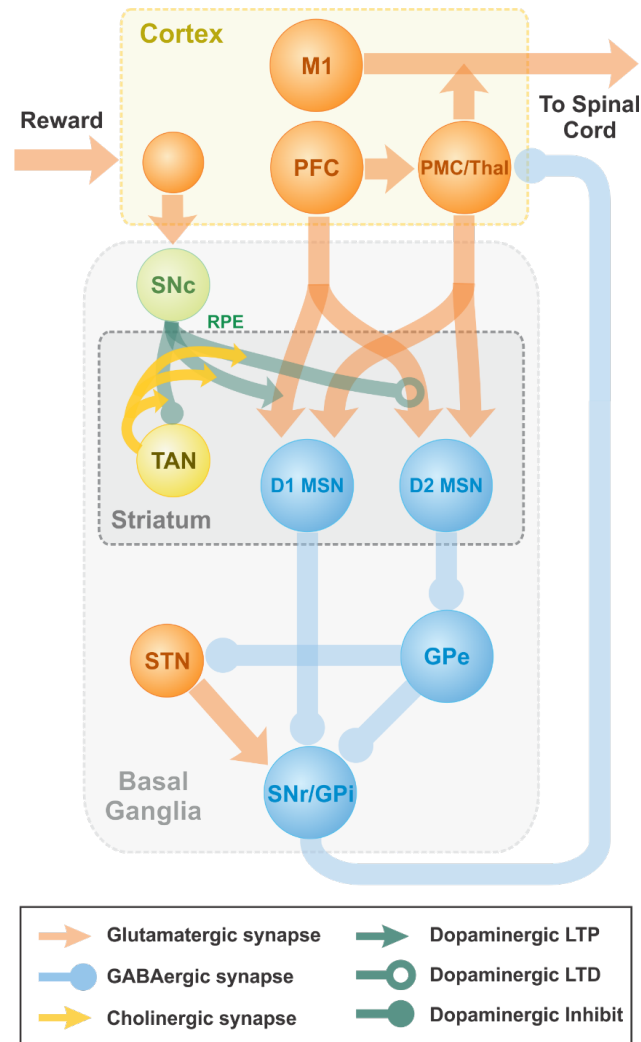 Cortex
M1
To Spinal
Cord
Reward
PFC
PMC/Thal
SNc
RPE
TAN
D1 MSN
D2 MSN
Striatum
STN
GPe
Basal
Ganglia
SNr/GPi
Glutamatergic synapse
Dopaminergic LTP
GABAergic synapse
Dopaminergic LTD
Cholinergic synapse
Dopaminergic Inhibit